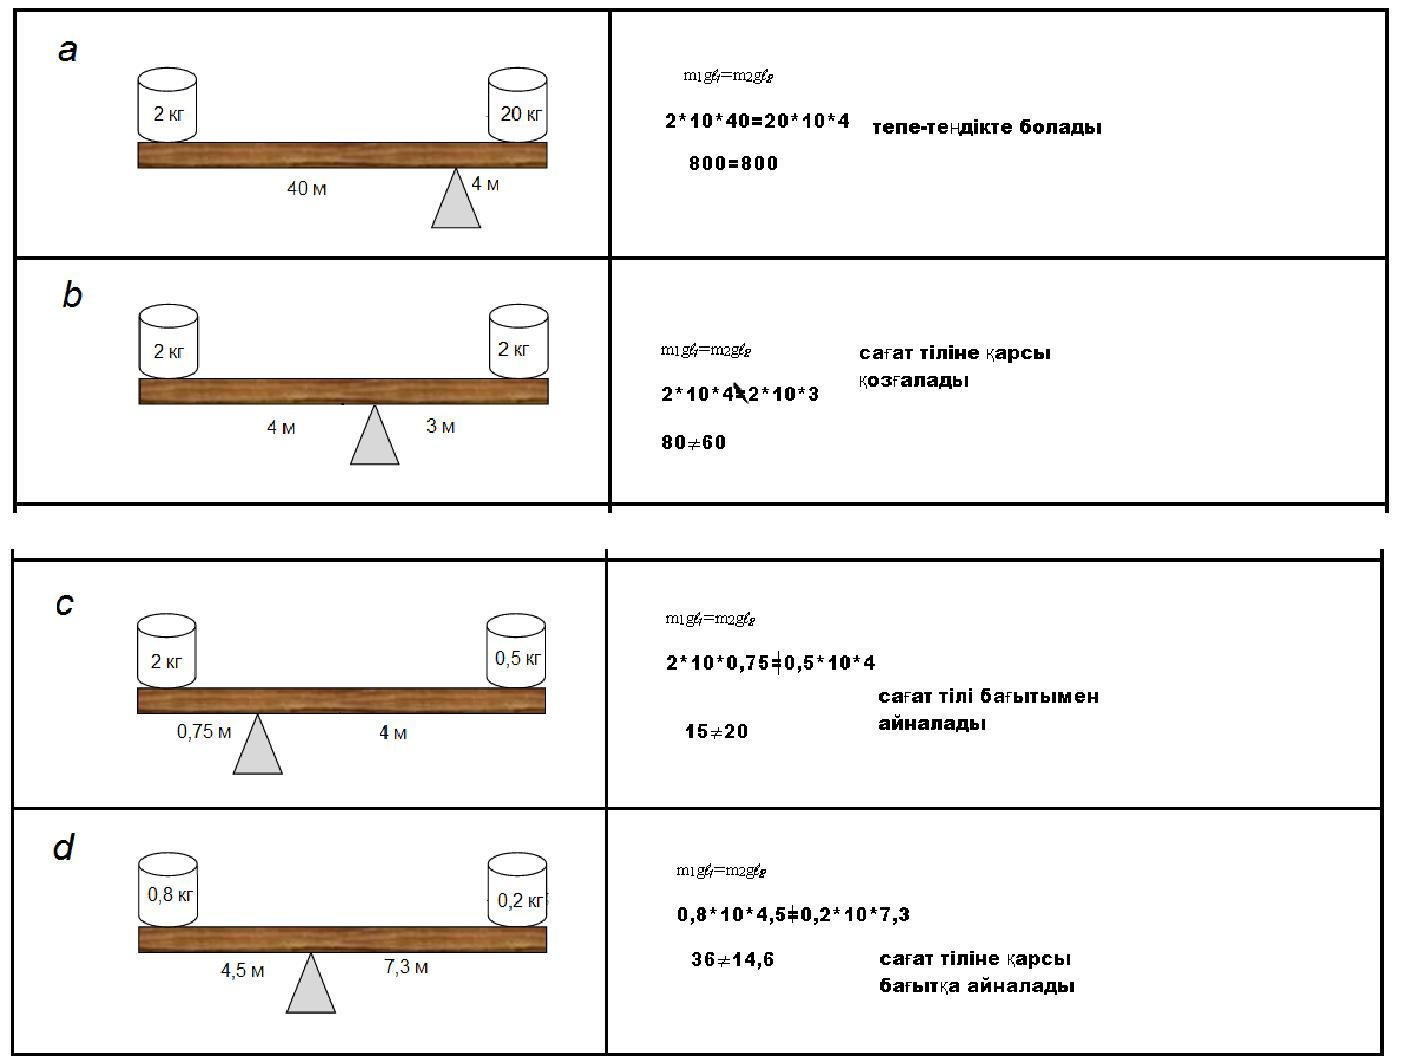 a
2 кг
20 кг
40 м
4 м
m₁gℓ₁=m₂gℓ₂
2*10*40=20*10*4
тепе-теңдікте болады
800=800
b
2 кг
2 кг
4 м
3 м
m₁gℓ₁=m₂gℓ₂
сағат тіліне қарсы
қозғалады
2*10*4≠2*10*3
80≠60
c
2 кг
0,5 кг
0,75 м
4 м
m₁gℓ₁=m₂gℓ₂
2*10*0,75≠0,5*10*4
сағат тілі бағытымен
айналады
15≠20
d
0,8 кг
0,2 кг
4,5 м
7,3 м
m₁gℓ₁=m₂gℓ₂
0,8*10*4,5≠0,2*10*7,3
36≠14,6
сағат тіліне қарсы
бағытқа айналады